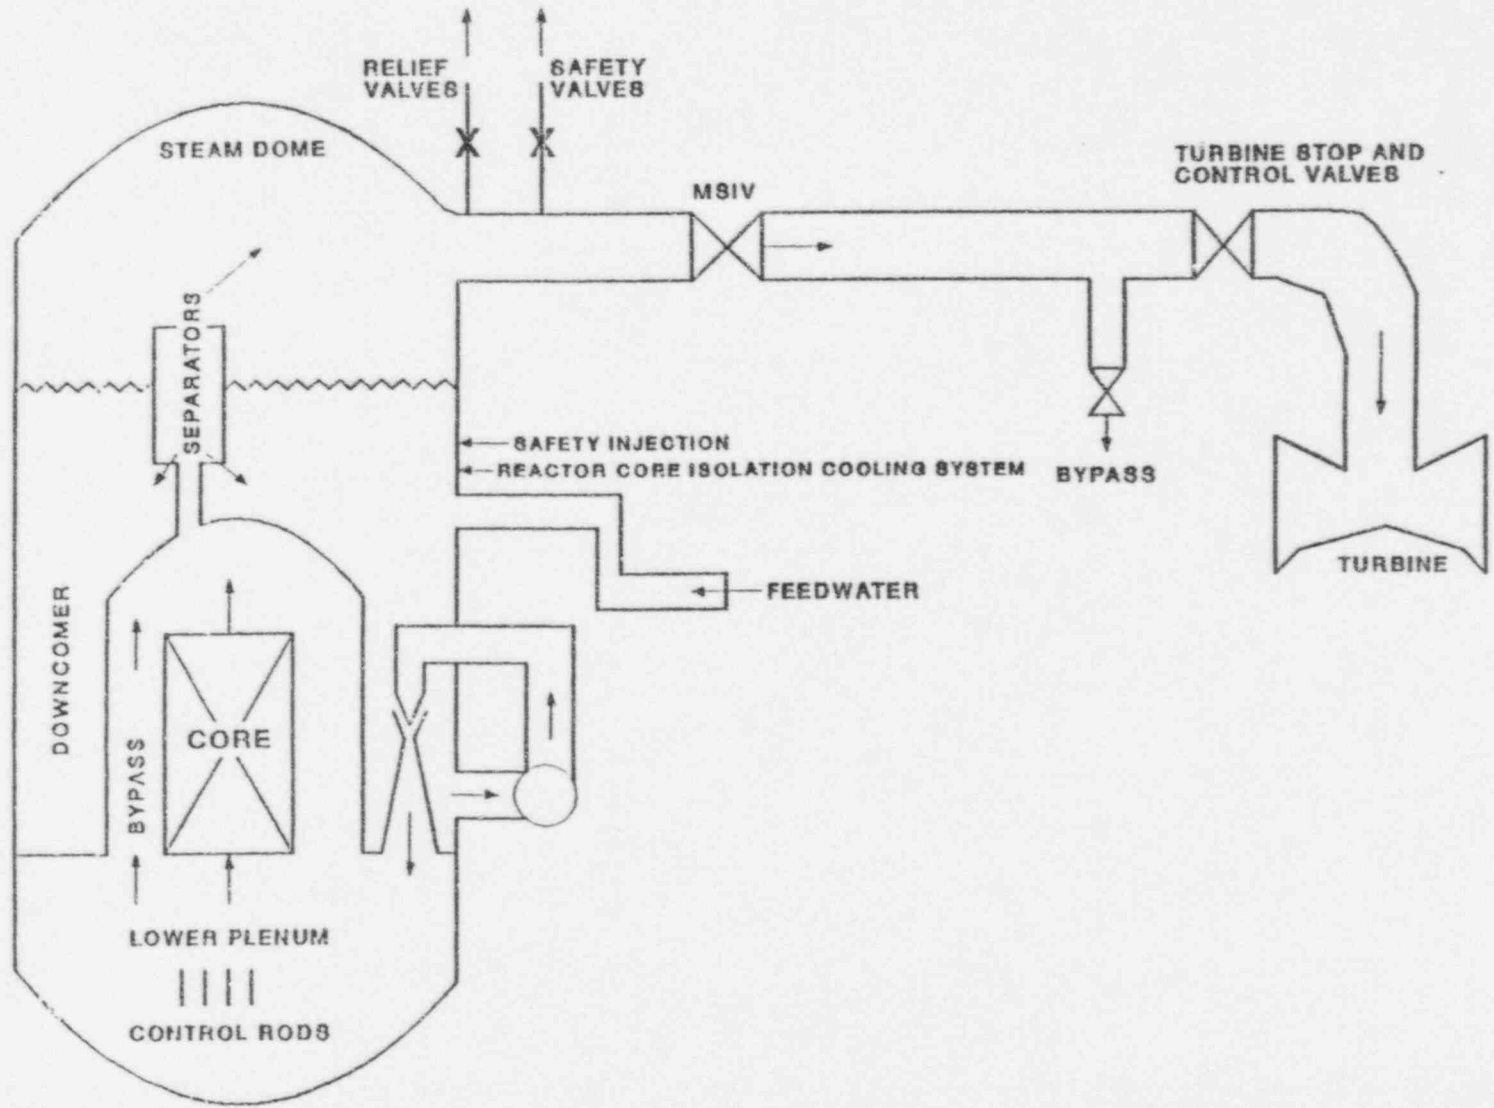 RELIEF
VALVES
SAFETY
VALVES
STEAM DOME
MSIV
TURBINE STOP AND
CONTROL VALVES
SEPARATORS
SAFETY INJECTION
REACTOR CORE ISOLATION COOLING SYSTEM
BYPASS
TURBINE
FEEDWATER
DOWNCOMER
BYPASS
CORE
LOWER PLENUM
CONTROL RODS